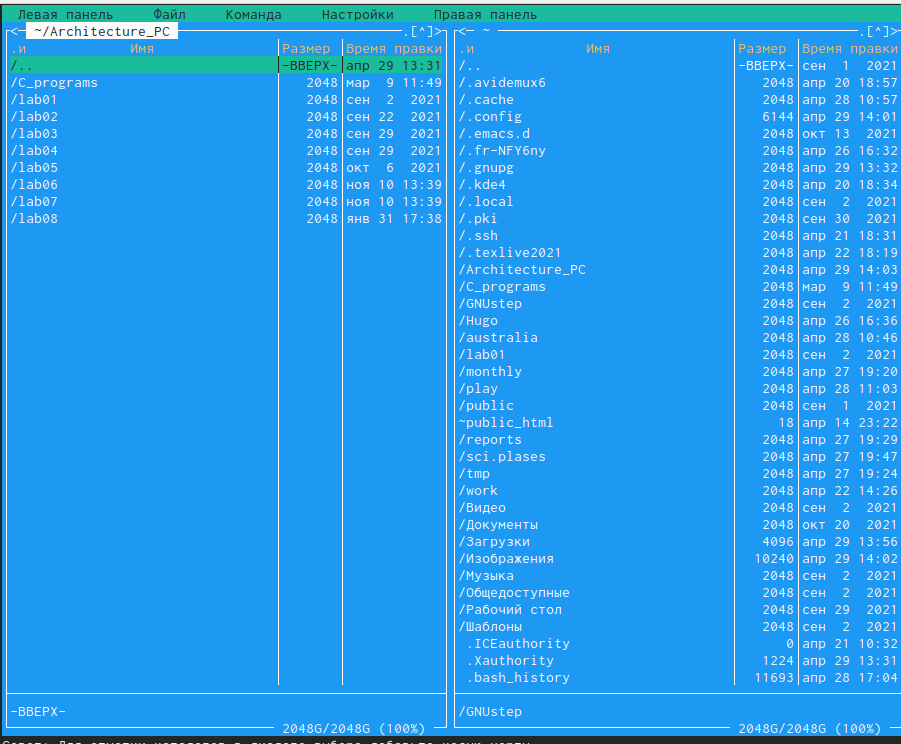 Левая панель Файл Команда Настройки Правая панель
<- ~/Architecture_PC .[^]>
.и Имя Размер Время правки
/.. -ВВЕРХ- апр 29 13:31
/C_programs 2048 мар 9 11:49
/lab01 2048 сен 2 2021
/lab02 2048 сен 22 2021
/lab03 2048 сен 29 2021
/lab04 2048 сен 29 2021
/lab05 2048 окт 6 2021
/lab06 2048 ноя 10 13:39
/lab07 2048 ноя 10 13:39
/lab08 2048 янв 31 17:38
-ВВЕРХ-
2048G/2048G (100%)
<- ~ .[^]>
.и Имя Размер Время правки
/.. -ВВЕРХ- сен 1 2021
/.avidemux6 2048 апр 20 18:57
/.cache 2048 апр 28 10:57
/.config 6144 апр 29 14:01
/.emacs.d 2048 окт 13 2021
/.fr-NFY6ny 2048 апр 26 16:32
/.gnupg 2048 апр 29 13:32
/.kde4 2048 апр 20 18:34
/.local 2048 сен 2 2021
/.pki 2048 сен 30 2021
/.ssh 2048 апр 21 18:31
/.texlive2021 2048 апр 22 18:19
/Architecture_PC 2048 апр 29 14:03
/C_programs 2048 мар 9 11:49
/GNUstep 2048 сен 2 2021
/Hugo 2048 апр 26 16:36
/australia 2048 апр 28 10:46
/lab01 2048 сен 2 2021
/monthly 2048 апр 27 19:20
/play 2048 апр 28 11:03
/public 2048 сен 1 2021
~public_html 18 апр 14 23:22
/reports 2048 апр 27 19:29
/sci.plases 2048 апр 27 19:47
/tmp 2048 апр 27 19:24
/work 2048 апр 22 14:26
/Видео 2048 сен 2 2021
/Документы 2048 окт 20 2021
/Загрузки 4096 апр 29 13:56
/Изображения 10240 апр 29 14:02
/Музыка 2048 сен 2 2021
/Общедоступные 2048 сен 2 2021
/Рабочий стол 2048 сен 29 2021
/Шаблоны 2048 сен 2 2021
.ICEauthority 0 апр 21 10:32
.Xauthority 1224 апр 29 13:31
.bash_history 11693 апр 28 17:04
/GNUstep
2048G/2048G (100%)